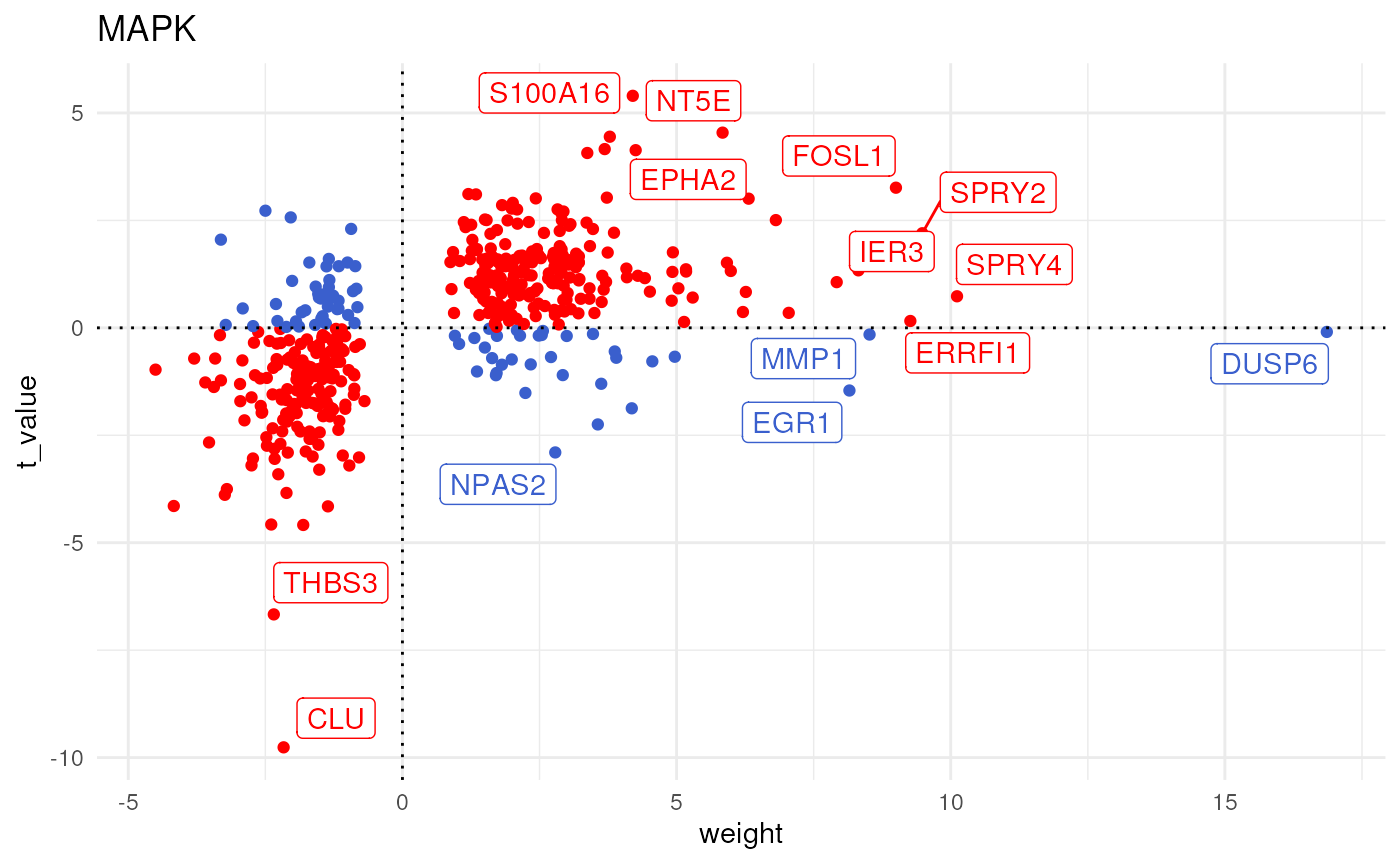 MAPK
S100A16
NT5E
FOSL1
EPHA2
SPRY2
IER3
SPRY4
MMP1
ERRFI1
DUSP6
EGR1
NPAS2
THBS3
CLU
5
0
-5
-10
t_value
-5
0
5
10
15
weight